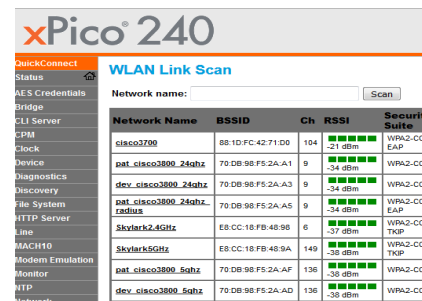 xPico® 240
QuickConnect
Status
AES Credentials
Bridge
CLI Server
CPM
Clock
Device
Diagnostics
Discovery
File System
HTTP Server
Line
MACH10
Modem Emulation
Monitor
NTP
WLAN Link Scan
Network name: Scan
Network Name BSSID Ch RSSI Suite
cisco3700 88:1D:FC:42:71:D0 104 -21 dBm EAP
pat_cisco3800_24ghz 70:DB:98:F5:2A:A1 9 -34 dBm
dev_cisco3800_24ghz 70:DB:98:F5:2A:A3 9 -34 dBm
pat_cisco3800_24ghz_
radius 70:DB:98:F5:2A:A5 9 -34 dBm EAP
Skylark2.4GHz E8:CC:18:FB:48:98 6 -37 dBm TKIP
Skylark5GHz E8:CC:18:FB:48:9A 149 -38 dBm TKIP
pat_cisco3800_5ghz 70:DB:98:F5:2A:AF 136 -38 dBm
dev_cisco3800_5ghz 70:DB:98:F5:2A:AD 136 -38 dBm